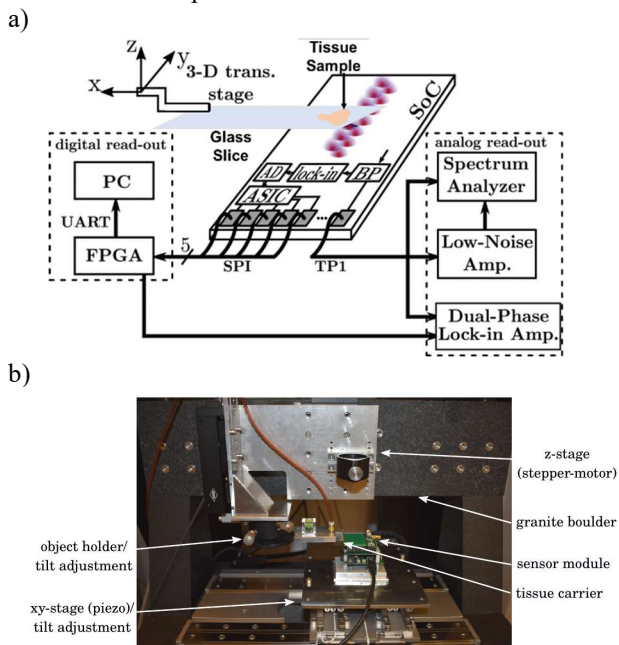 a)
z
y
x
3-D trans.
stage
Tissue
Sample
SoC
Glass
Slice
digital read-out
analog read-out
PC
UART
FPGA
5
SPI
AD
lock-in
BP
ASIC
...
TP1
Spectrum
Analyzer
Low-Noise
Amp.
Dual-Phase
Lock-in Amp.
b)
z-stage
(stepper-motor)
granite boulder
object holder/
tilt adjustment
sensor module
tissue carrier
xy-stage (piezo)/
tilt adjustment